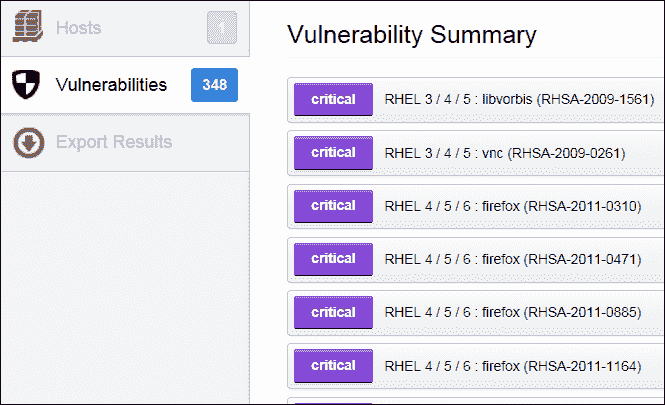 Hosts 1
Vulnerabilities 348
Export Results
Vulnerability Summary
critical RHEL 3 / 4 / 5 : libvorbis (RHSA-2009-1561)
critical RHEL 3 / 4 / 5 : vnc (RHSA-2009-0261)
critical RHEL 4 / 5 / 6 : firefox (RHSA-2011-0310)
critical RHEL 4 / 5 / 6 : firefox (RHSA-2011-0471)
critical RHEL 4 / 5 / 6 : firefox (RHSA-2011-0885)
critical RHEL 4 / 5 / 6 : firefox (RHSA-2011-1164)